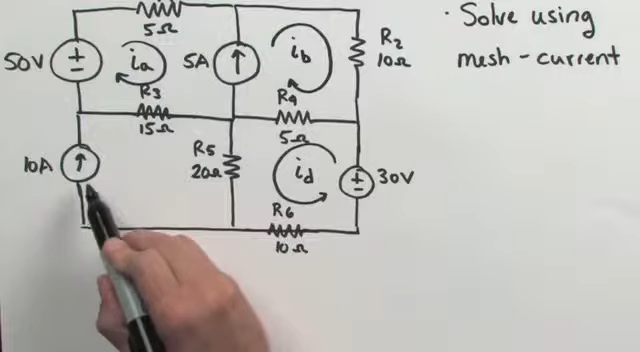 · Solve using
mesh-current
5Ω
50V
±
ia
5A
ib
R2
10Ω
R3
15Ω
R4
5Ω
10A
R5
20Ω
id
±
30V
R6
10Ω